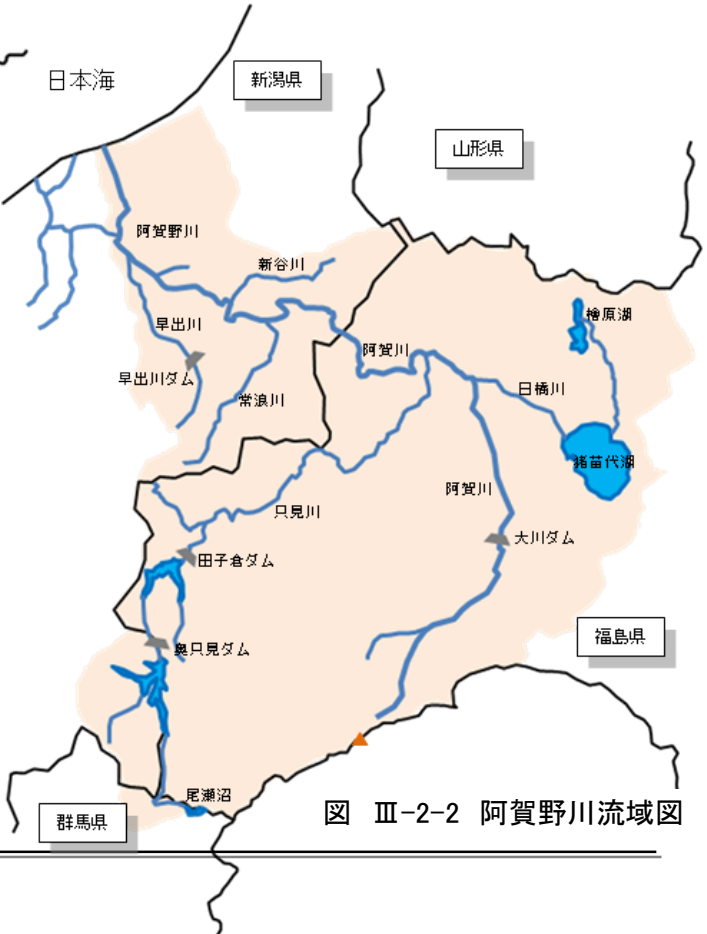 日本海
新潟県
山形県
阿賀野川
新谷川
檜原湖
早出川
阿賀川
早出川ダム
日橋川
常浪川
猪苗代湖
阿賀川
只見川
大川ダム
田子倉ダム
福島県
奥只見ダム
尾瀬沼
群馬県
図 Ⅲ-2-2 阿賀野川流域図